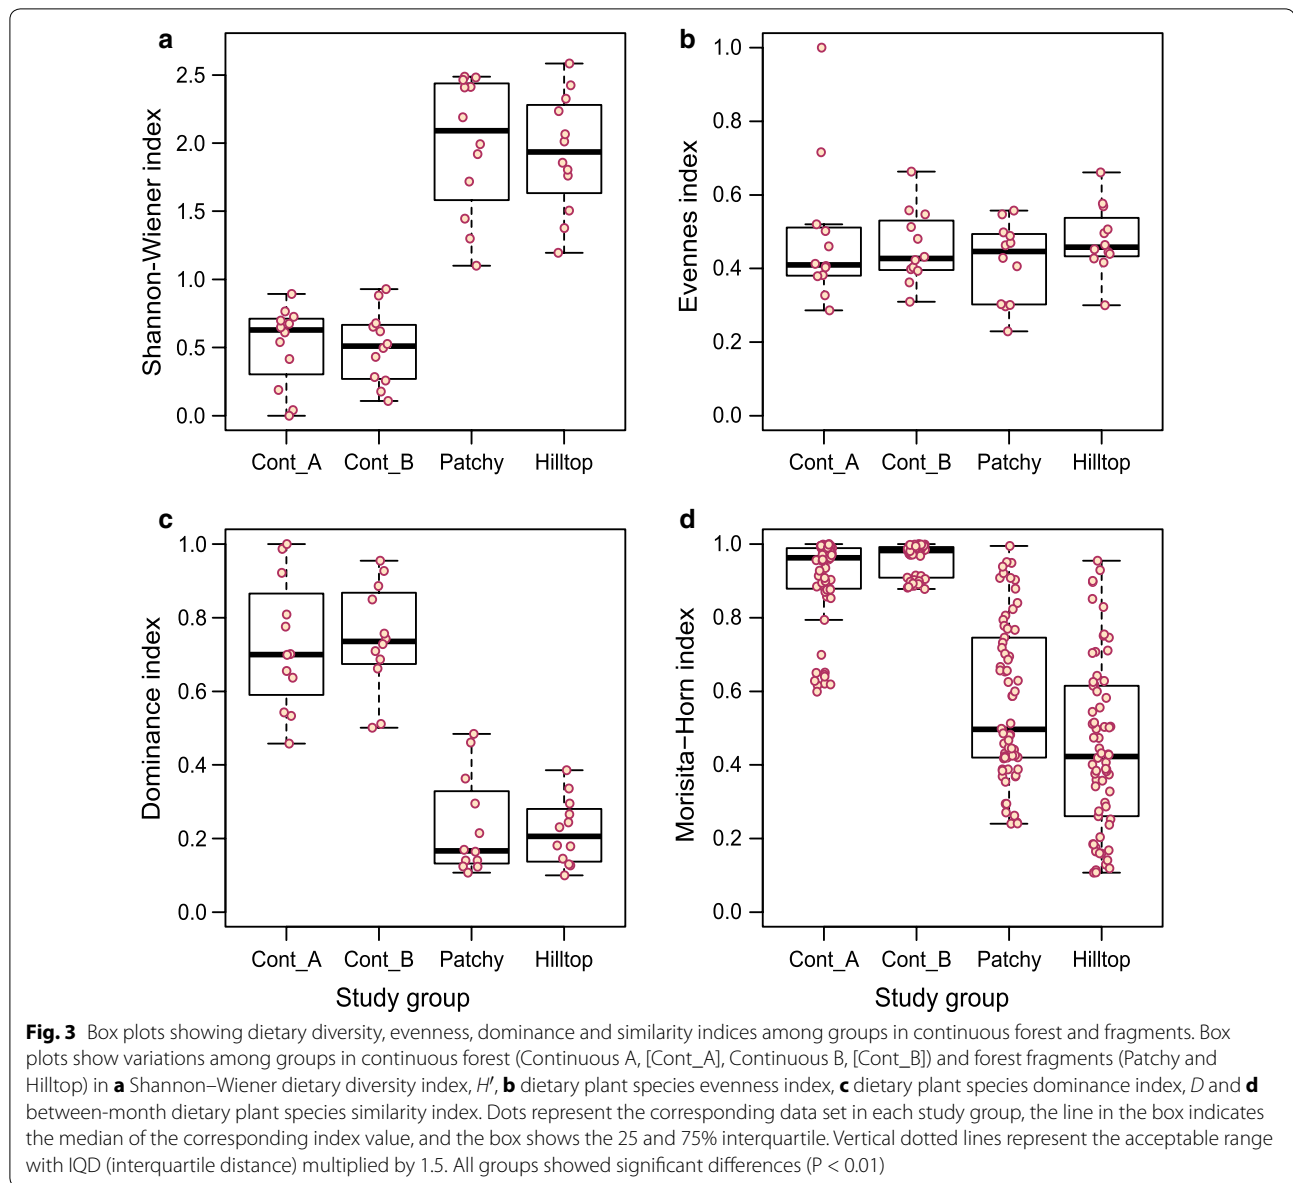 a
Shannon-Wiener index
2.5
2.0
1.5
1.0
0.5
0.0
Cont_A Cont_B Patchy Hilltop
b
Evennes index
1.0
0.8
0.6
0.4
0.2
0.0
Cont_A Cont_B Patchy Hilltop
c
Dominance index
1.0
0.8
0.6
0.4
0.2
0.0
Cont_A Cont_B Patchy Hilltop
Study group
d
Morisita−Horn index
1.0
0.8
0.6
0.4
0.2
0.0
Cont_A Cont_B Patchy Hilltop
Study group
Fig. 3 Box plots showing dietary diversity, evenness, dominance and similarity indices among groups in continuous forest and fragments. Box
plots show variations among groups in continuous forest (Continuous A, [Cont_A], Continuous B, [Cont_B]) and forest fragments (Patchy and
Hilltop) in a Shannon–Wiener dietary diversity index, H′, b dietary plant species evenness index, c dietary plant species dominance index, D and d
between-month dietary plant species similarity index. Dots represent the corresponding data set in each study group, the line in the box indicates
the median of the corresponding index value, and the box shows the 25 and 75% interquartile. Vertical dotted lines represent the acceptable range
with IQD (interquartile distance) multiplied by 1.5. All groups showed significant differences (P < 0.01)